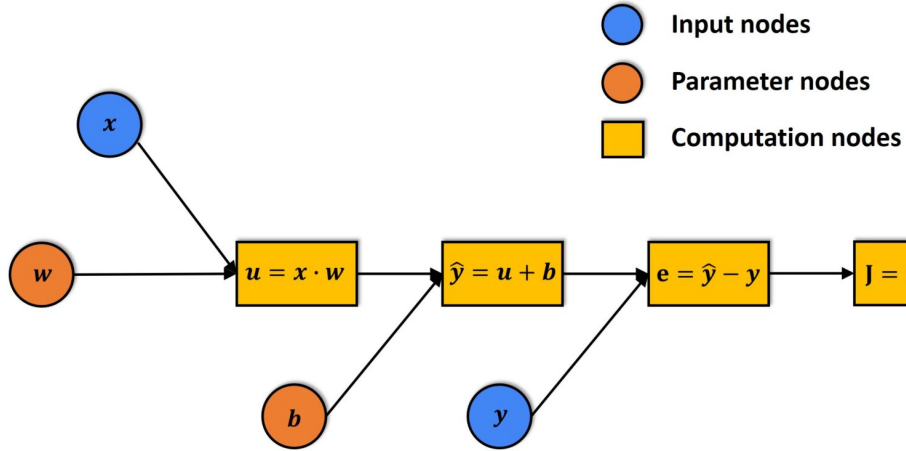 Input nodes
Parameter nodes
Computation nodes
x
w
u = x · w
ŷ = u + b
e = ŷ − y
J =
b
y